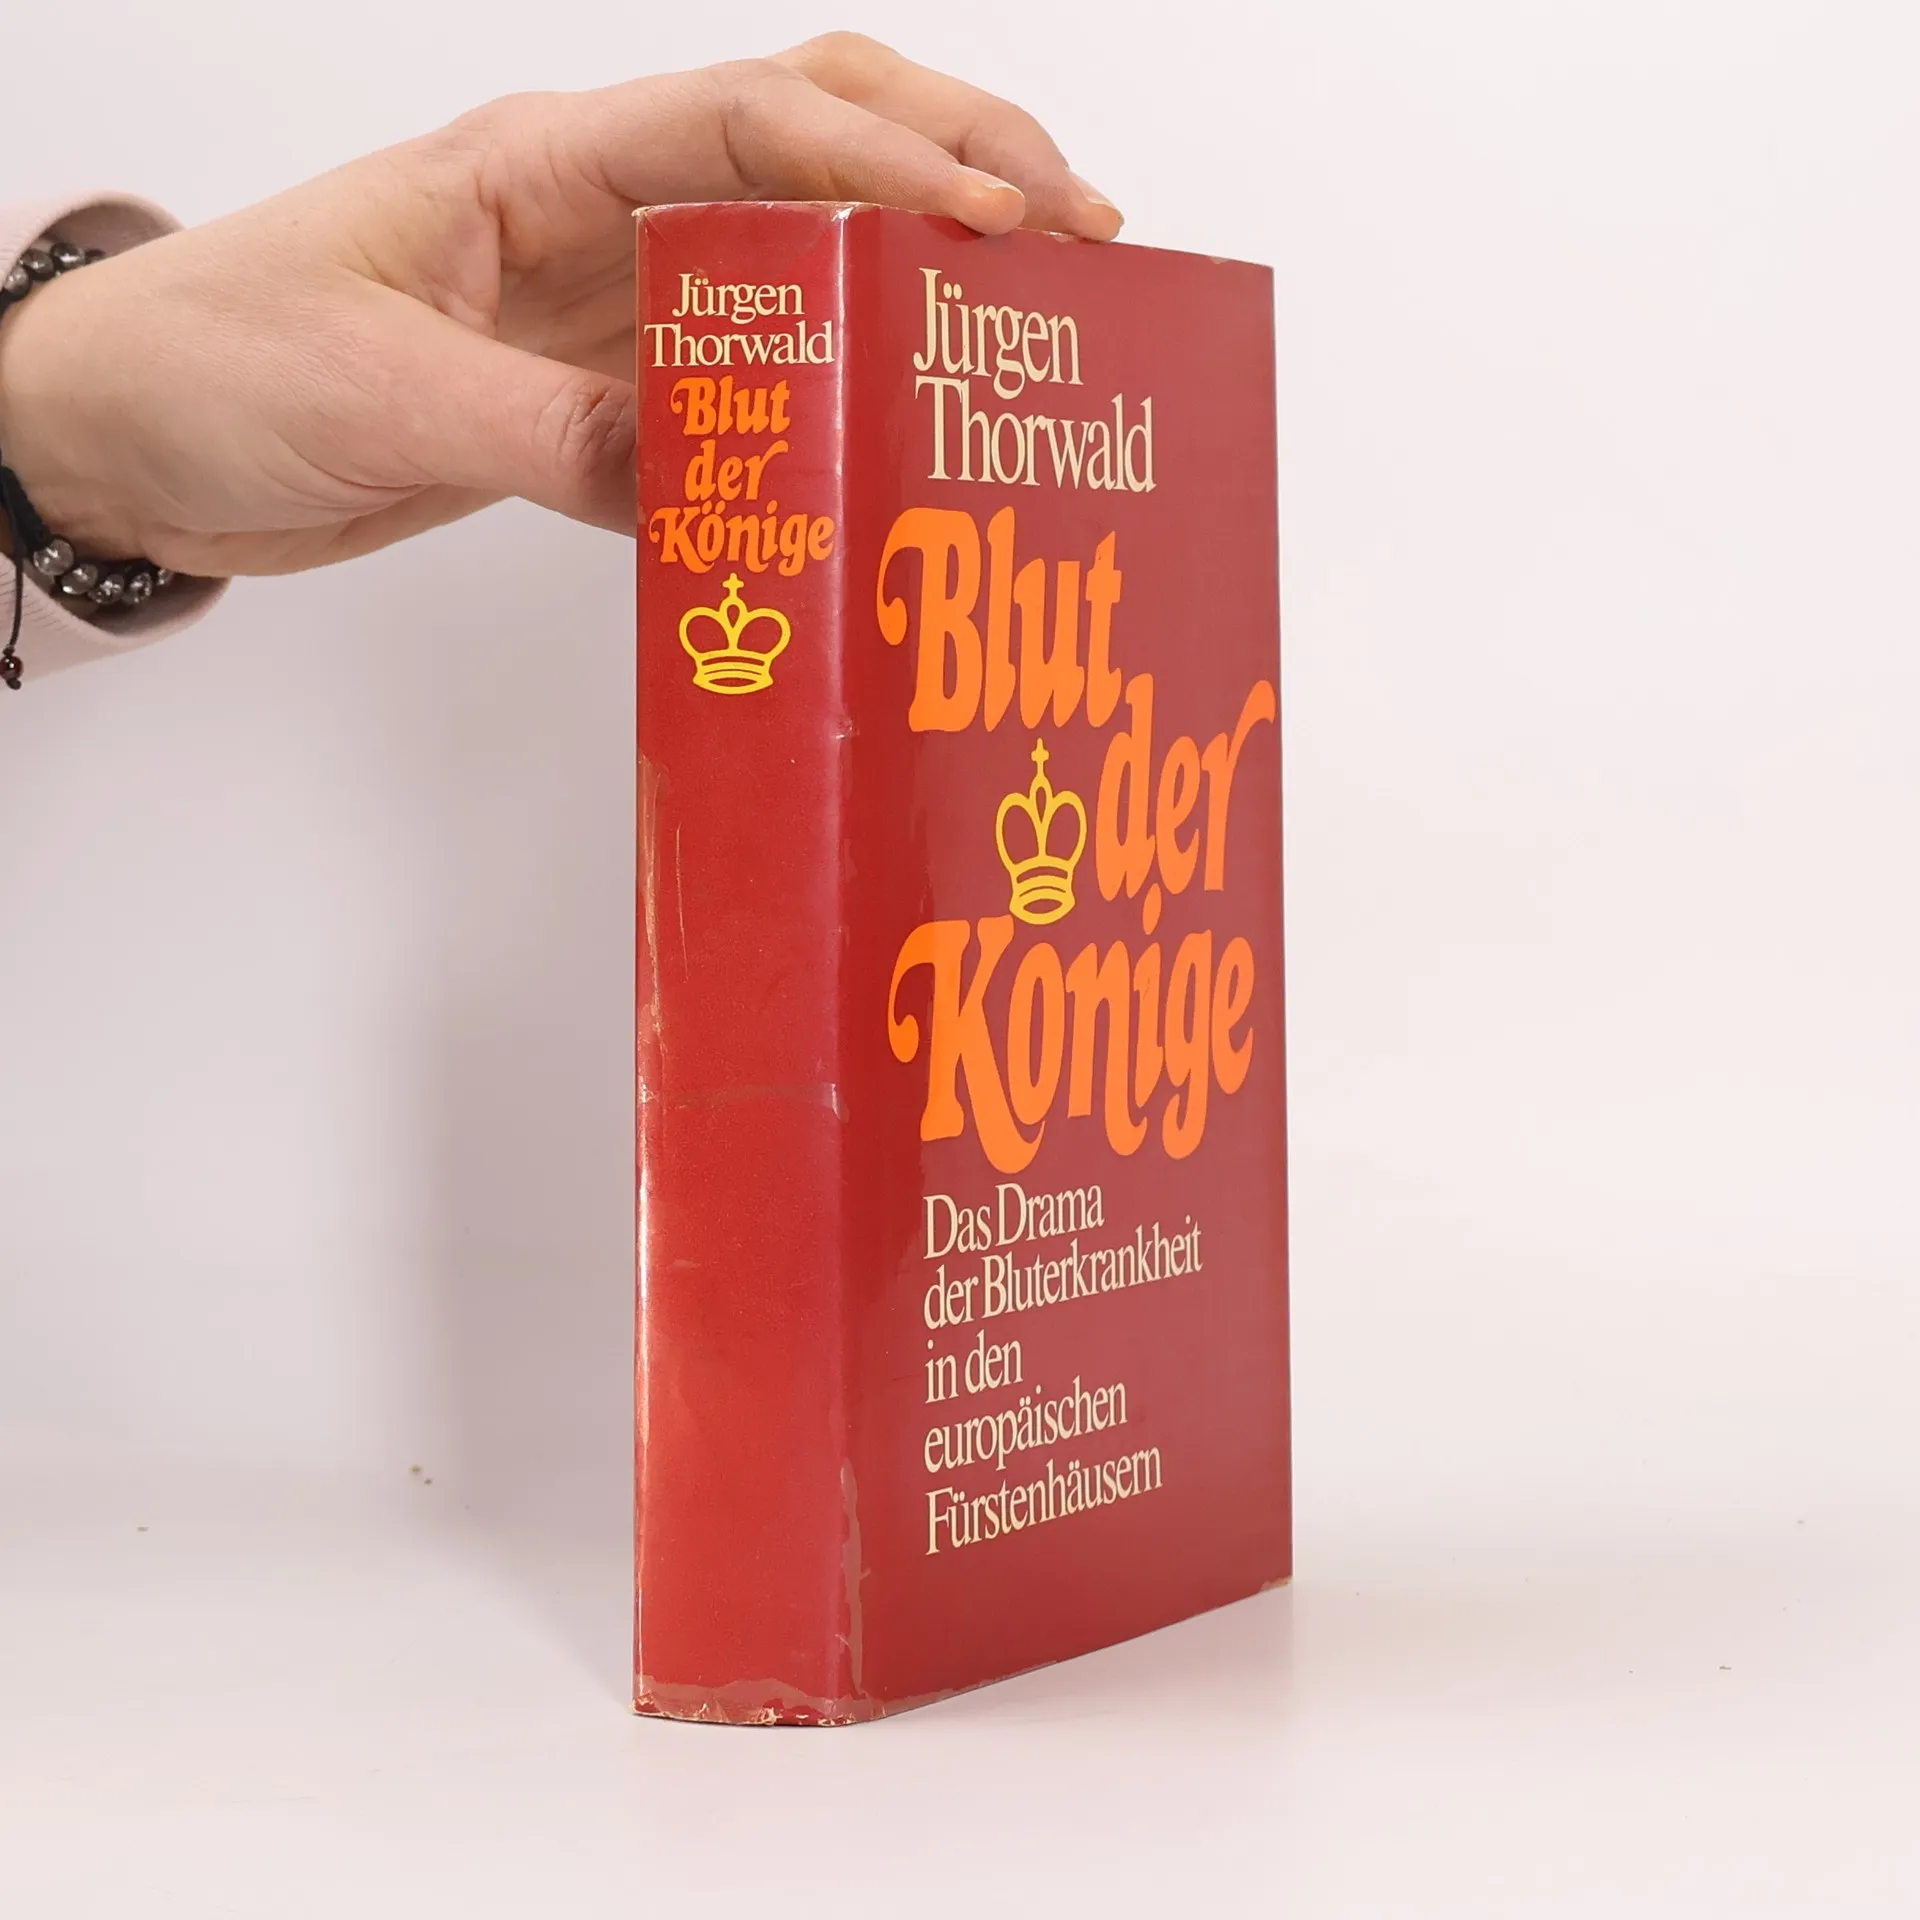 Jürgen
Thorwald
Blut
der
Könige
Jürgen
Thorwald
Blut
der
Könige
Das Drama
der Bluterkrankheit
in den
europäischen
Fürstenhäusern